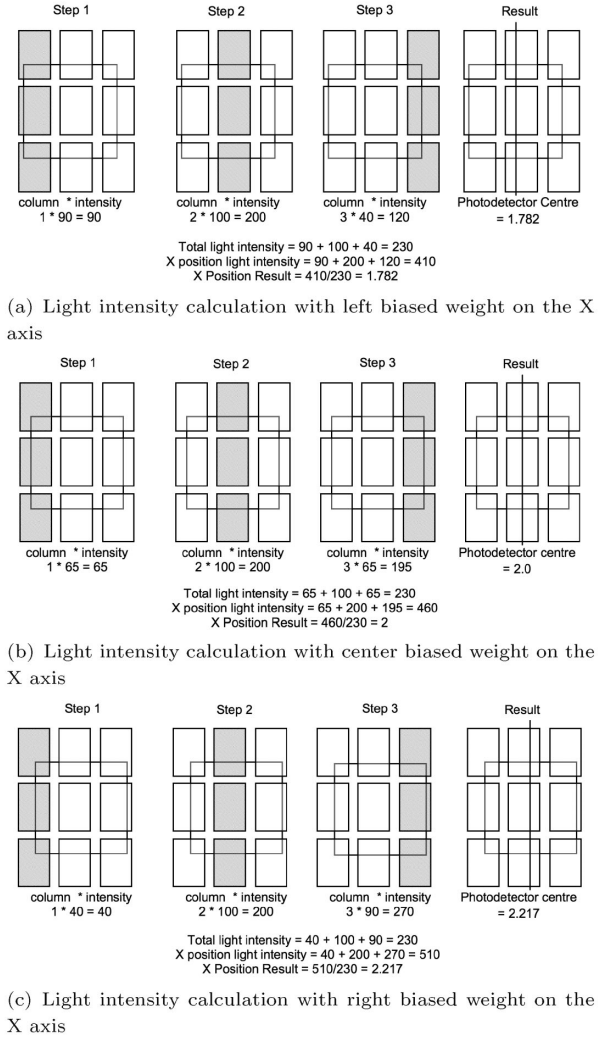 Step 1 Step 2 Step 3 Result
column * intensity column * intensity column * intensity Photodetector Centre
1 * 90 = 90 2 * 100 = 200 3 * 40 = 120 = 1.782
Total light intensity = 90 + 100 + 40 = 230
X position light intensity = 90 + 200 + 120 = 410
X Position Result = 410/230 = 1.782
(a) Light intensity calculation with left biased weight on the X
axis
Step 1 Step 2 Step 3 Result
column * intensity column * intensity column * intensity Photodetector centre
1 * 65 = 65 2 * 100 = 200 3 * 65 = 195 = 2.0
Total light intensity = 65 + 100 + 65 = 230
X position light intensity = 65 + 200 + 195 = 460
X Position Result = 460/230 = 2
(b) Light intensity calculation with center biased weight on the
X axis
Step 1 Step 2 Step 3 Result
column * intensity column * intensity column * intensity Photodetector centre
1 * 40 = 40 2 * 100 = 200 3 * 90 = 270 = 2.217
Total light intensity = 40 + 100 + 90 = 230
X position light intensity = 40 + 200 + 270 = 510
X Position Result = 510/230 = 2.217
(c) Light intensity calculation with right biased weight on the
X axis